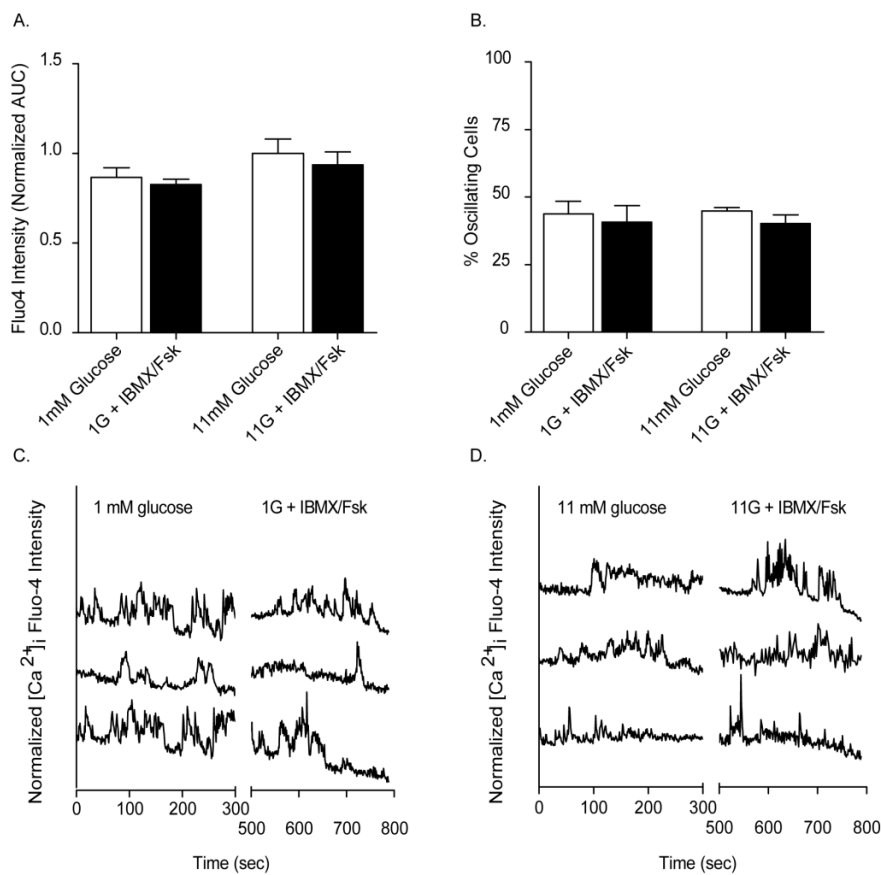 A.
Fluo4 Intensity (Normalized AUC)
1.5
1.0
0.5
0.0
1mM Glucose
1G + IBMX/Fsk
11mM Glucose
11G + IBMX/Fsk
B.
% Oscillating Cells
100
75
50
25
0
1mM Glucose
1G + IBMX/Fsk
11mM Glucose
11G + IBMX/Fsk
C.
Normalized [Ca2+]i Fluo-4 Intensity
1 mM glucose
1G + IBMX/Fsk
0 100 200 300
500 600 700 800
Time (sec)
D.
Normalized [Ca2+]i Fluo-4 Intensity
11 mM glucose
11G + IBMX/Fsk
0 100 200 300
500 600 700 800
Time (sec)